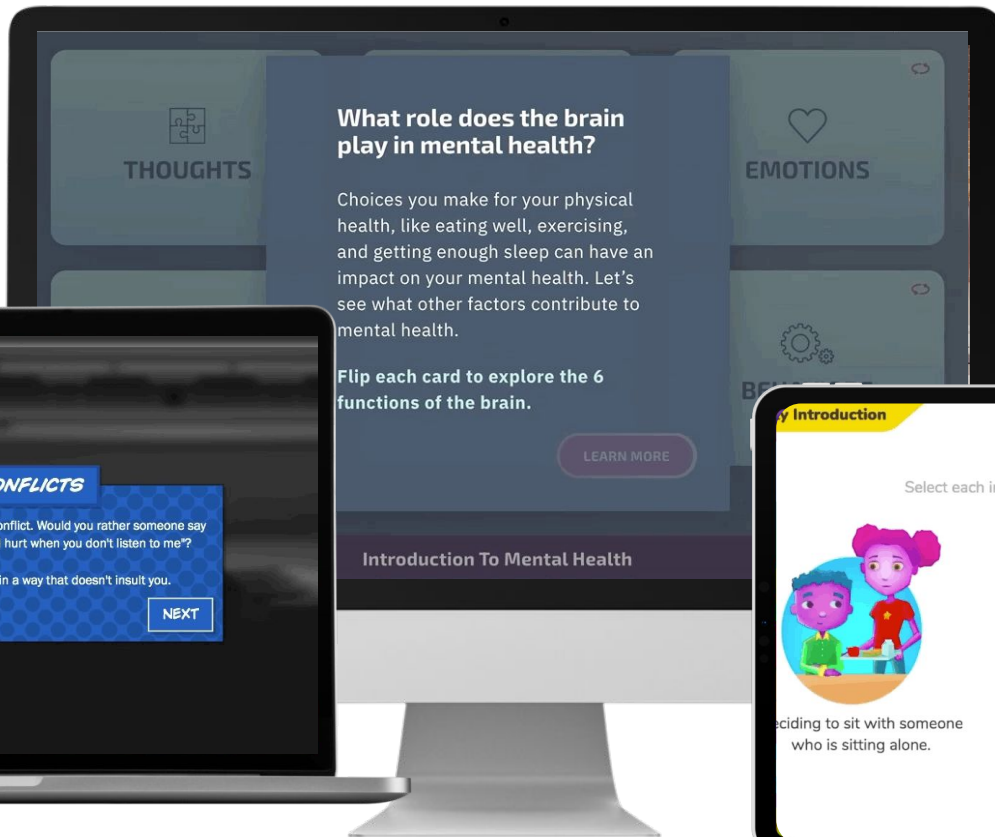 What role does the brain
play in mental health?
THOUGHTS
EMOTIONS
Choices you make for your physical
health, like eating well, exercising,
and getting enough sleep can have an
impact on your mental health. Let's
see what other factors contribute to
mental health.
Flip each card to explore the 6
functions of the brain.
LEARN MORE
Introduction To Mental Health
Would you rather someone say
hurt when you don't listen to me"?
in a way that doesn't insult you.
NEXT
Introduction
Select each
to sit with someone
who is sitting alone.